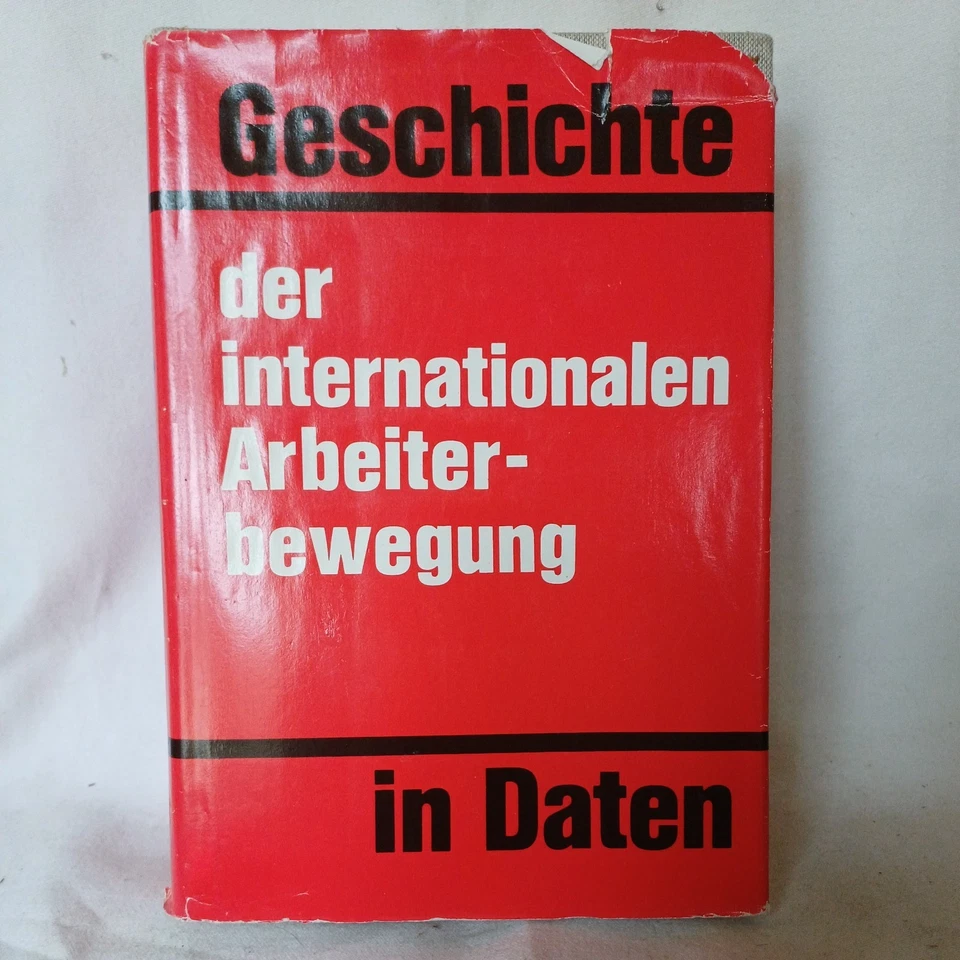 Geschichte
der
internationalen
Arbeiter-
bewegung
in Daten